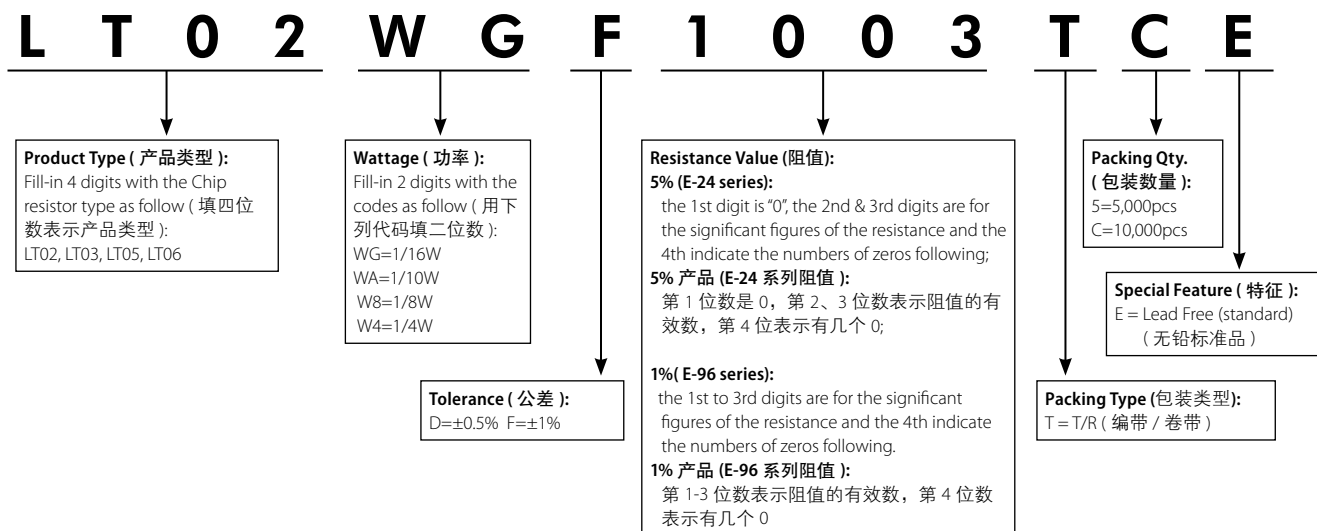 L T 0 2 W G F 1 0 0 3 T C E
Product Type ( 产品类型 ):
Fill-in 4 digits with the Chip
resistor type as follow ( 填四位
数表示产品类型 ):
LT02, LT03, LT05, LT06
Wattage ( 功率 ):
Fill-in 2 digits with the
codes as follow ( 用下
列代码填二位数 ):
WG=1/16W
WA=1/10W
W8=1/8W
W4=1/4W
Tolerance ( 公差 ):
D=±0.5% F=±1%
Resistance Value (阻值):
5% (E-24 series):
the 1st digit is "0", the 2nd & 3rd digits are for
the significant figures of the resistance and the
4th indicate the numbers of zeros following;
5% 产品 (E-24 系列阻值 ):
第 1 位数是 0，第 2、3 位数表示阻值的有
效数，第 4 位表示有几个 0;
1%( E-96 series):
the 1st to 3rd digits are for the significant
figures of the resistance and the 4th indicate
the numbers of zeros following.
1% 产品 (E-96 系列阻值 ):
第 1-3 位数表示阻值的有效数，第 4 位数
表示有几个 0
Packing Qty.
( 包装数量 ):
5=5,000pcs
C=10,000pcs
Special Feature ( 特征 ):
E = Lead Free (standard)
( 无铅标准品 )
Packing Type (包装类型):
T = T/R ( 编带 / 卷带 )